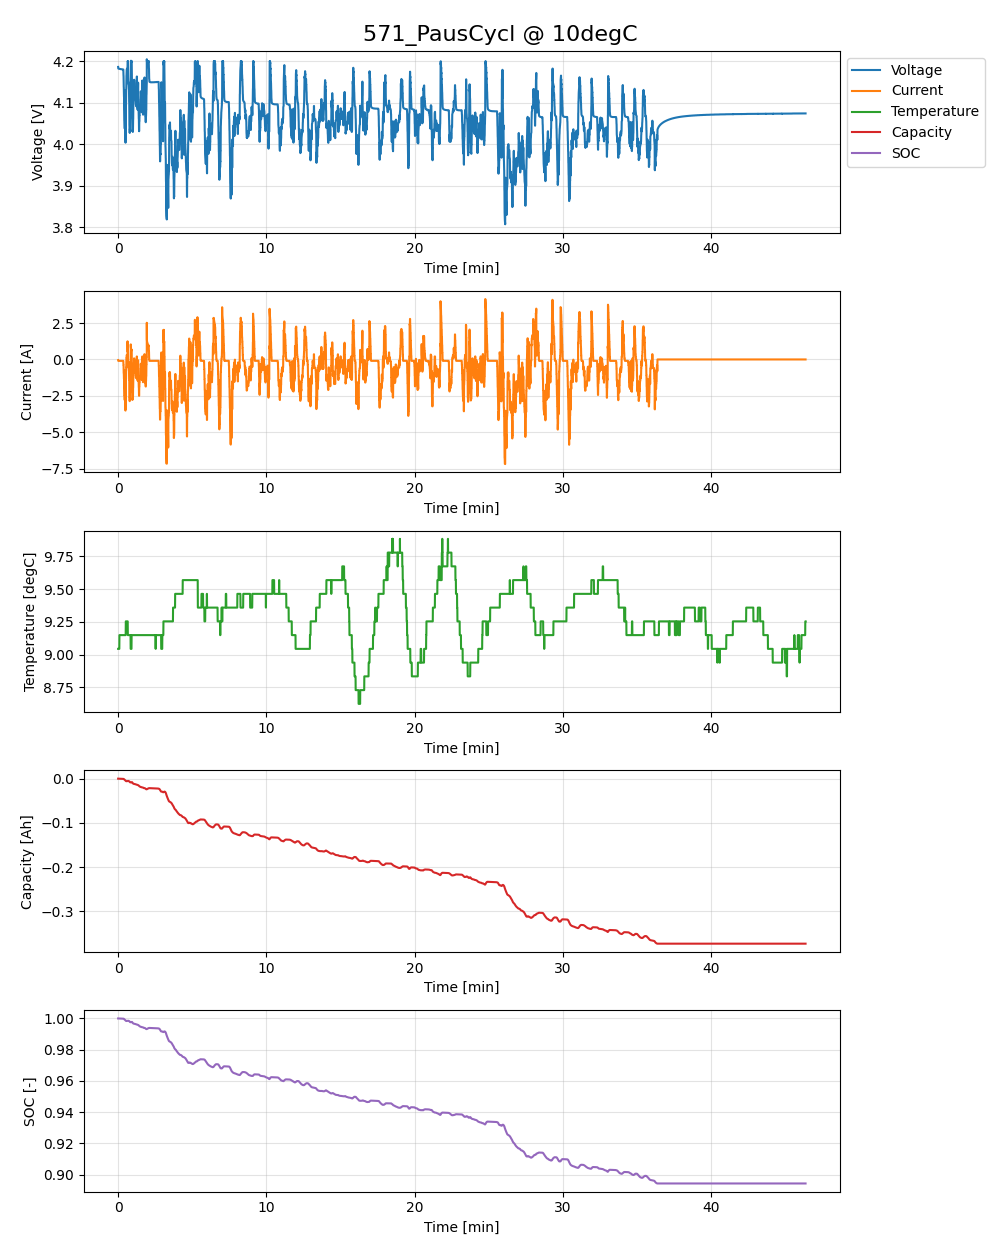 571_PausCycl @ 10degC
4.2
4.1
4.0
3.9
3.8
Voltage [V]
0 10 20 30 40
Time [min]
Voltage
Current
Temperature
Capacity
SOC
2.5
0.0
−2.5
−5.0
−7.5
Current [A]
0 10 20 30 40
Time [min]
9.75
9.50
9.25
9.00
8.75
Temperature [degC]
0 10 20 30 40
Time [min]
0.0
−0.1
−0.2
−0.3
Capacity [Ah]
0 10 20 30 40
Time [min]
1.00
0.98
0.96
0.94
0.92
0.90
SOC [-]
0 10 20 30 40
Time [min]